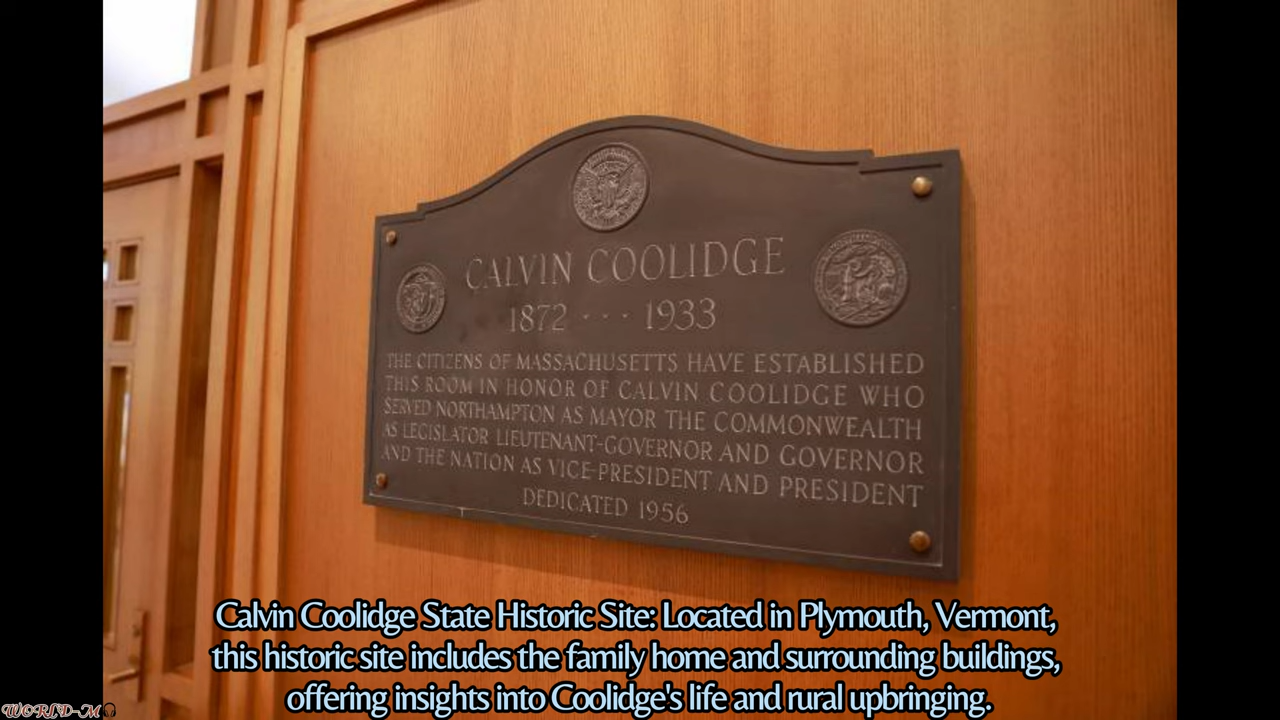 CALVIN COOLIDGE
1872 · · · 1933
THE CITIZENS OF MASSACHUSETTS HAVE ESTABLISHED
THIS ROOM IN HONOR OF CALVIN COOLIDGE WHO
SERVED NORTHAMPTON AS MAYOR THE COMMONWEALTH
AS LEGISLATOR LIEUTENANT-GOVERNOR AND GOVERNOR
AND THE NATION AS VICE-PRESIDENT AND PRESIDENT
DEDICATED 1956
Calvin Coolidge State Historic Site: Located in Plymouth, Vermont,
this historic site includes the family home and surrounding buildings,
offering insights into Coolidge's life and rural upbringing.
WORLD-M